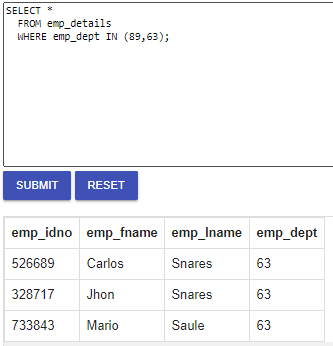 SELECT *
FROM emp_details
WHERE emp_dept IN (89,63);
SUBMIT RESET
emp_idno emp_fname emp_lname emp_dept
526689 Carlos Snares 63
328717 Jhon Snares 63
733843 Mario Saule 63